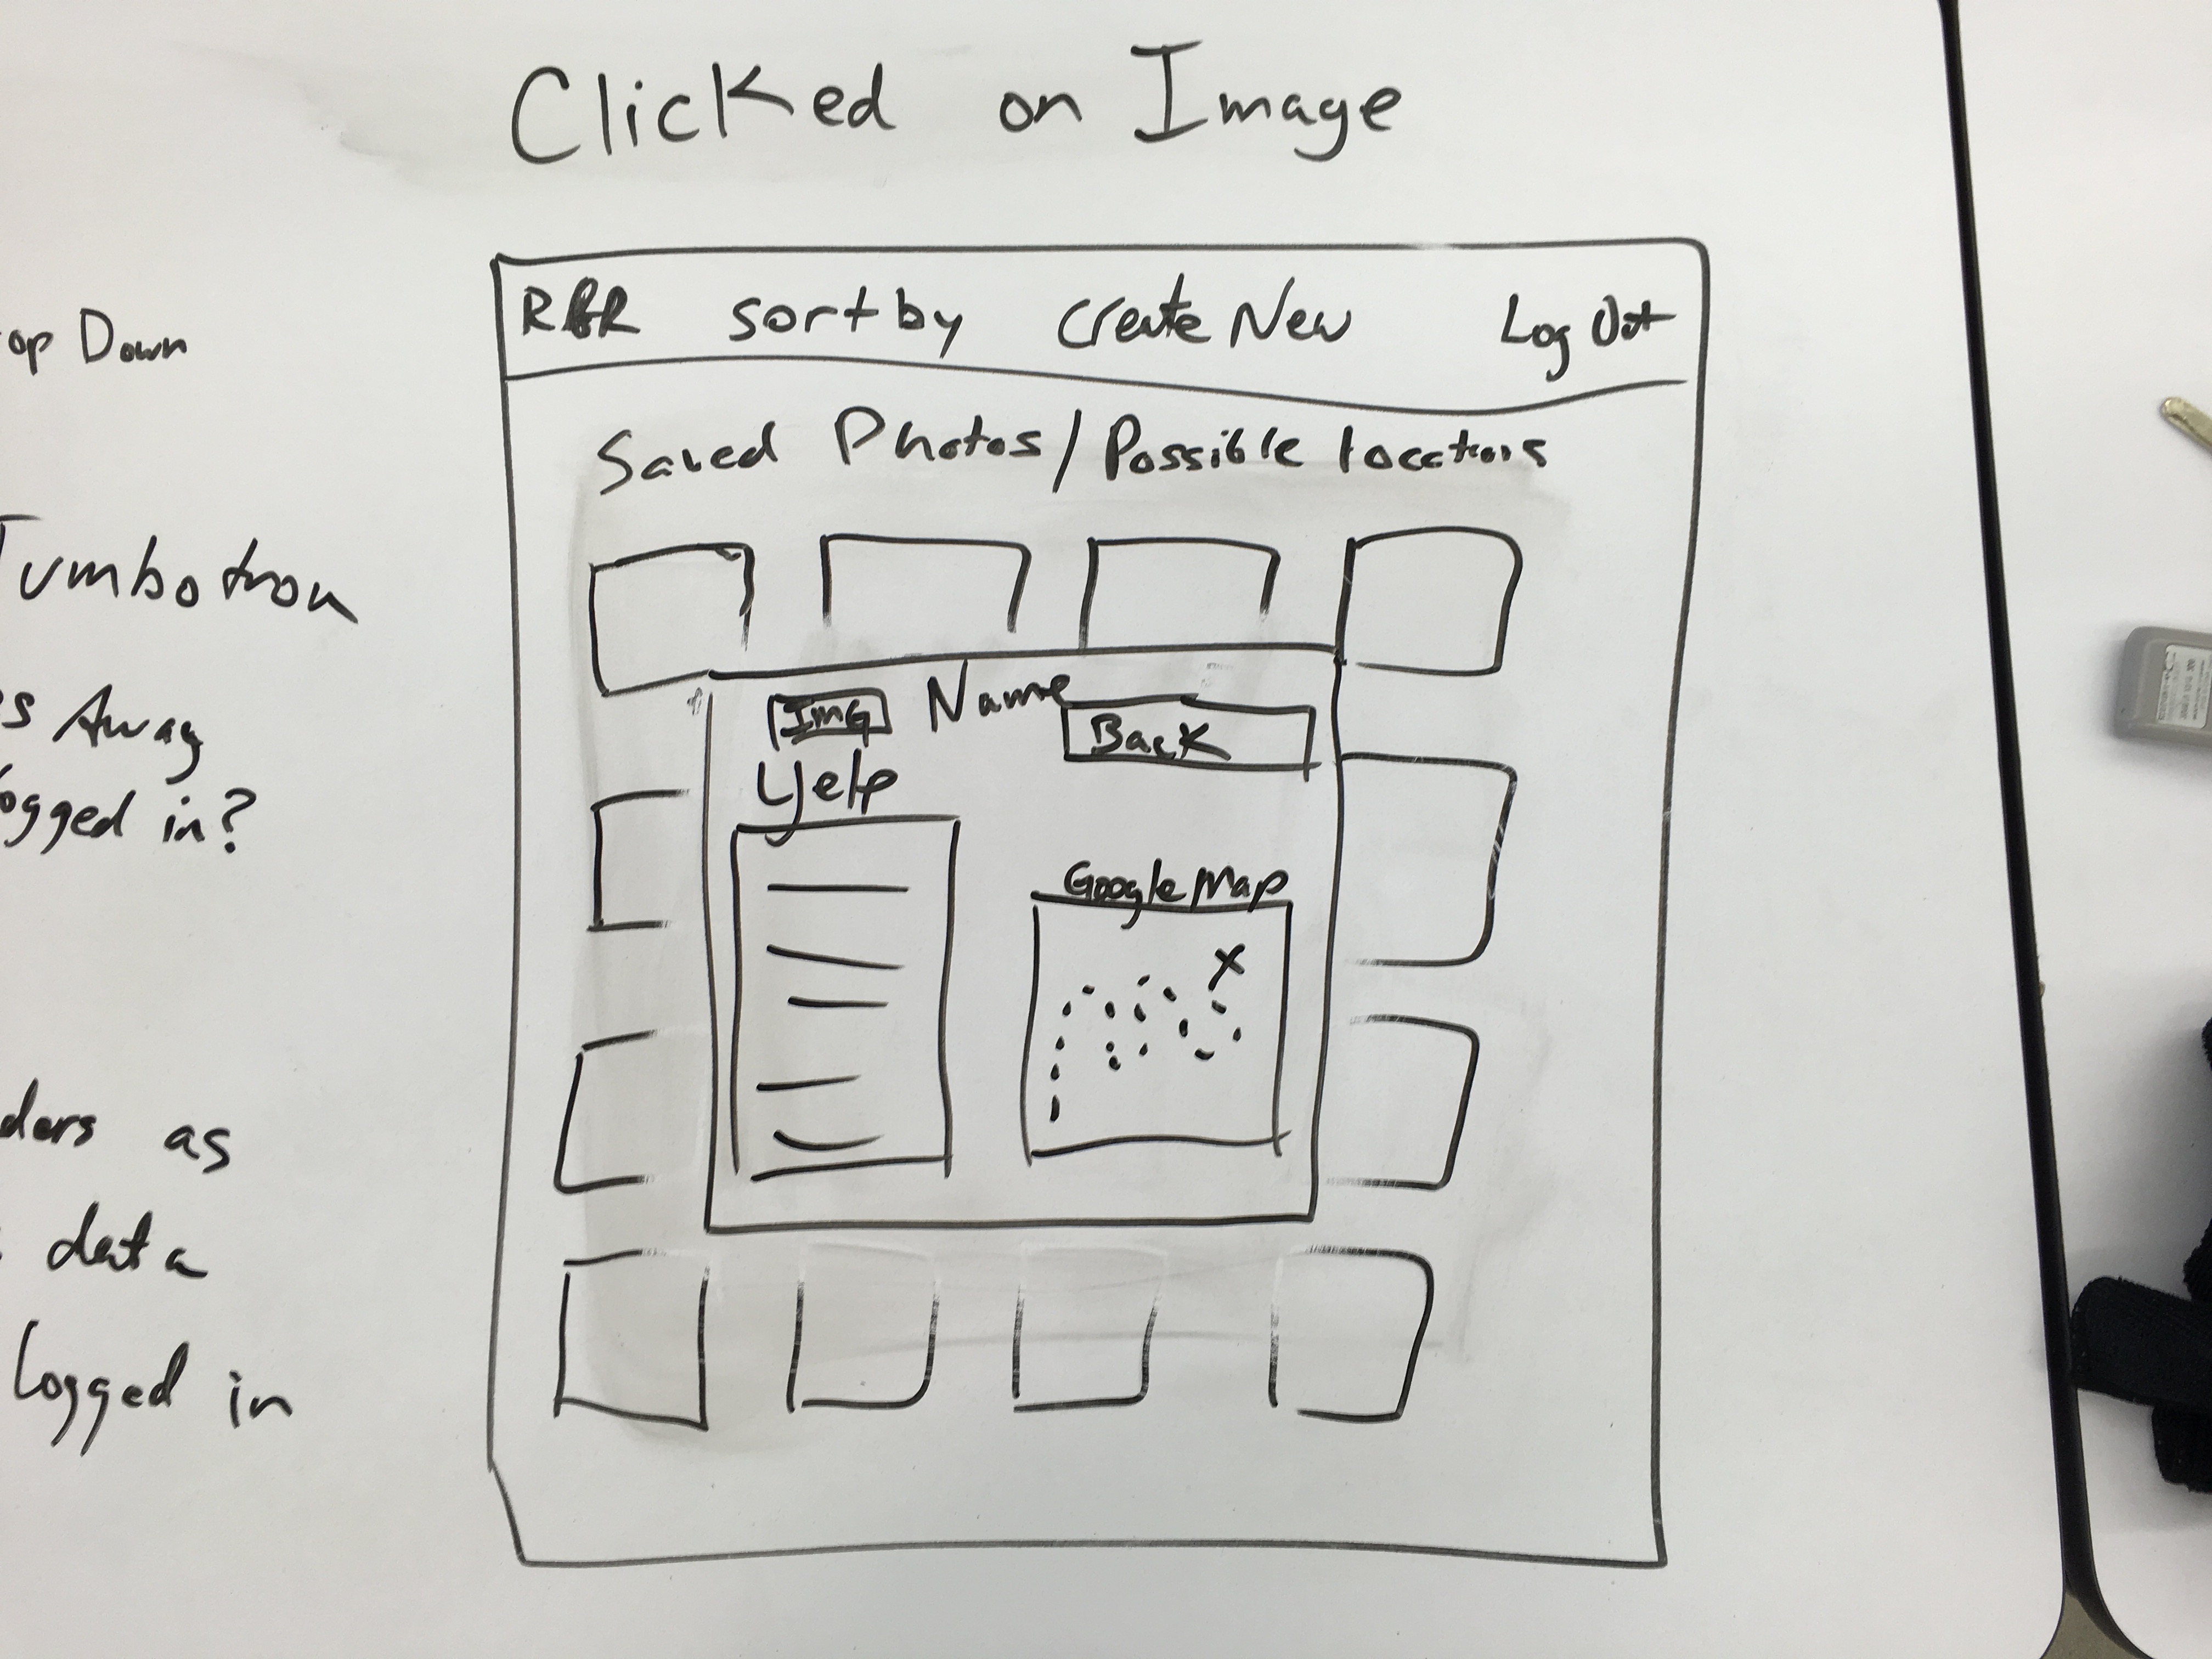 Clicked on Image
op Down
Jumbotron
s Away
ogged in?
ders as
data
Logged in
sort by Create New Log Out
Saved Photos/Possible locations
Img Name
Back
Yelp
Google Map
X